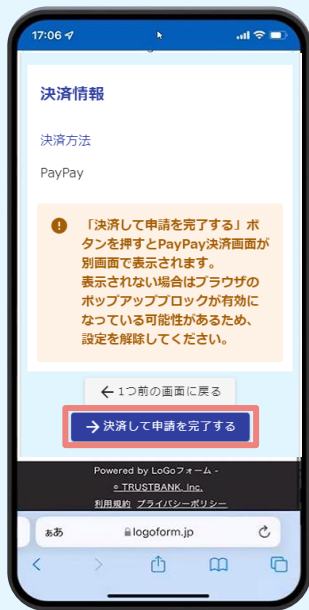 17:06
決済情報
決済方法
PayPay
「決済して申請を完了する」ボ
タンを押すとPayPay決済画面が
別画面で表示されます。
表示されない場合はブラウザの
ポップアップブロックが有効に
なっている可能性があるため、
設定を解除してください。
← 1つ前の画面に戻る
→ 決済して申請を完了する
Powered by LoGoフォーム -
© TRUSTBANK, Inc.
利用規約 プライバシーポリシー
ぁあ logoform.jp